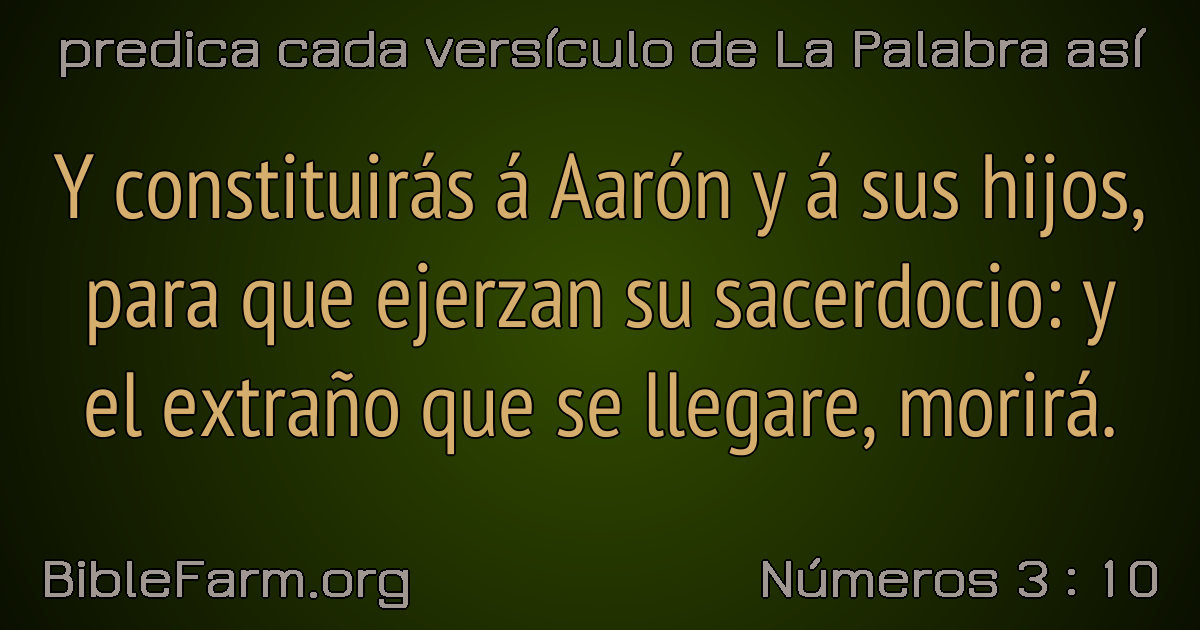 predica cada versículo de La Palabra así
Y constituirás á Aarón y á sus hijos,
para que ejerzan su sacerdocio: y
el extraño que se llegare, morirá.
BibleFarm.org
Números 3 : 10